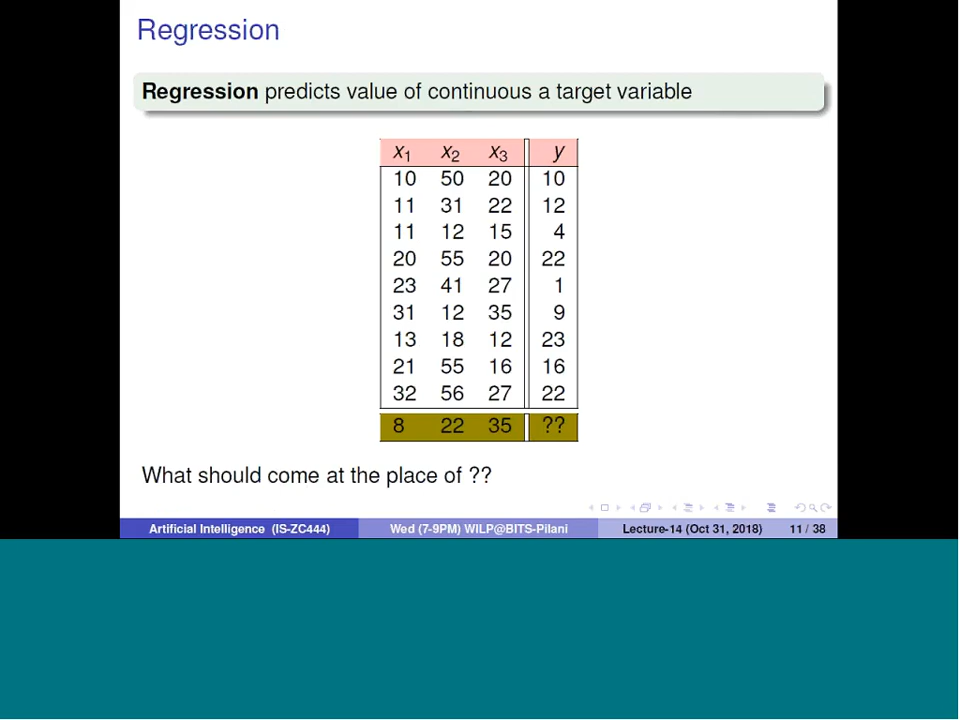 Regression
Regression predicts value of continuous a target variable
x1 x2 x3 y
10 50 20 10
11 31 22 12
11 12 15 4
20 55 20 22
23 41 27 1
31 12 35 9
13 18 12 23
21 55 16 16
32 56 27 22
8 22 35 ??
What should come at the place of ??
Artificial Intelligence (IS-ZC444) Wed (7-9PM) WILP@BITS-Pilani Lecture-14 (Oct 31, 2018) 11 / 38